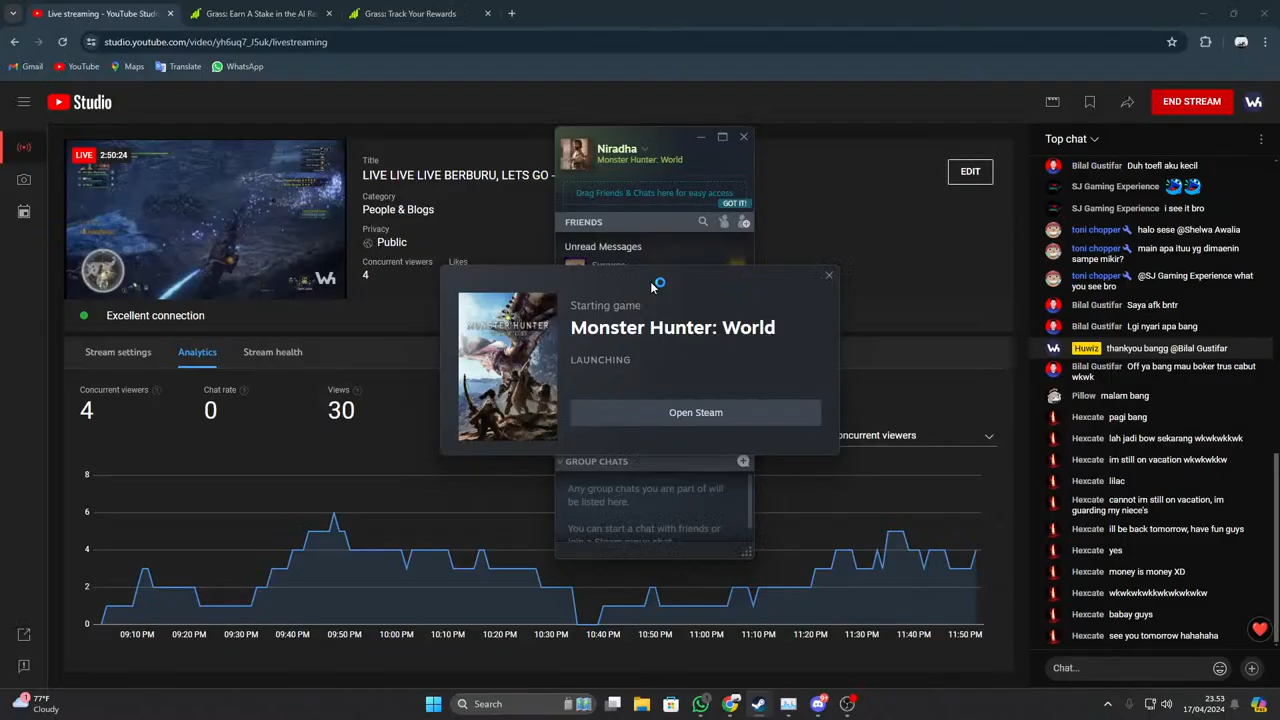 Live streaming - YouTube Studi
Grass: Earn A Stake in the AI Re
Grass: Track Your Rewards
studio.youtube.com/video/yh6uq7_J5uk/livestreaming
Gmail
YouTube
Maps
Translate
WhatsApp
Studio
END STREAM
LIVE
2:50:24
Title
LIVE LIVE LIVE BERBURU, LETS GO -
Category
People & Blogs
Privacy
Public
Concurrent viewers
Likes
4
EDIT
Excellent connection
Stream settings
Analytics
Stream health
Concurrent viewers
4
Chat rate
0
Views
30
oncurrent viewers
8
6
4
2
0
09:10 PM
09:20 PM
09:30 PM
09:40 PM
09:50 PM
10:00 PM
10:10 PM
10:20 PM
10:30 PM
10:40 PM
10:50 PM
11:00 PM
11:10 PM
11:20 PM
11:30 PM
11:40 PM
11:50 PM
Niradha
Monster Hunter: World
Drag Friends & Chats here for easy access
GOT IT!
FRIENDS
Unread Messages
Starting game
Monster Hunter: World
LAUNCHING
Open Steam
MONSTER HUNTER
GROUP CHATS
Any group chats you are part of will
be listed here.
You can start a chat with friends or
join a Steam group chat
Top chat
Bilal Gustifar Duh toefl aku kecil
SJ Gaming Experience
SJ Gaming Experience i see it bro
toni chopper halo sese @Shelwa Awalia
toni chopper main apa ituu yg dimaenin
sampe mikir?
toni chopper @SJ Gaming Experience what
you see bro
Bilal Gustifar Saya afk bntr
Bilal Gustifar Lgi nyari apa bang
Huwiz thankyou bangg @Bilal Gustifar
Bilal Gustifar Off ya bang mau boker trus cabut
wkwk
Pillow malam bang
Hexcate pagi bang
Hexcate lah jadi bow sekarang wkwkwkkwk
Hexcate im still on vacation wkwkwkkw
Hexcate lilac
Hexcate cannot im still on vacation, im
guarding my niece's
Hexcate ill be back tomorrow, have fun guys
Hexcate yes
Hexcate money is money XD
Hexcate wkwkwkwkkwkwkwkwkw
Hexcate babay guys
Hexcate see you tomorrow hahahaha
Chat...
77°F
Cloudy
Search
23.53
17/04/2024